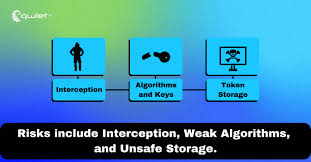 qwiet
Interception
Algorithms
and Keys
Token
Storage
Risks include Interception, Weak Algorithms,
and Unsafe Storage.